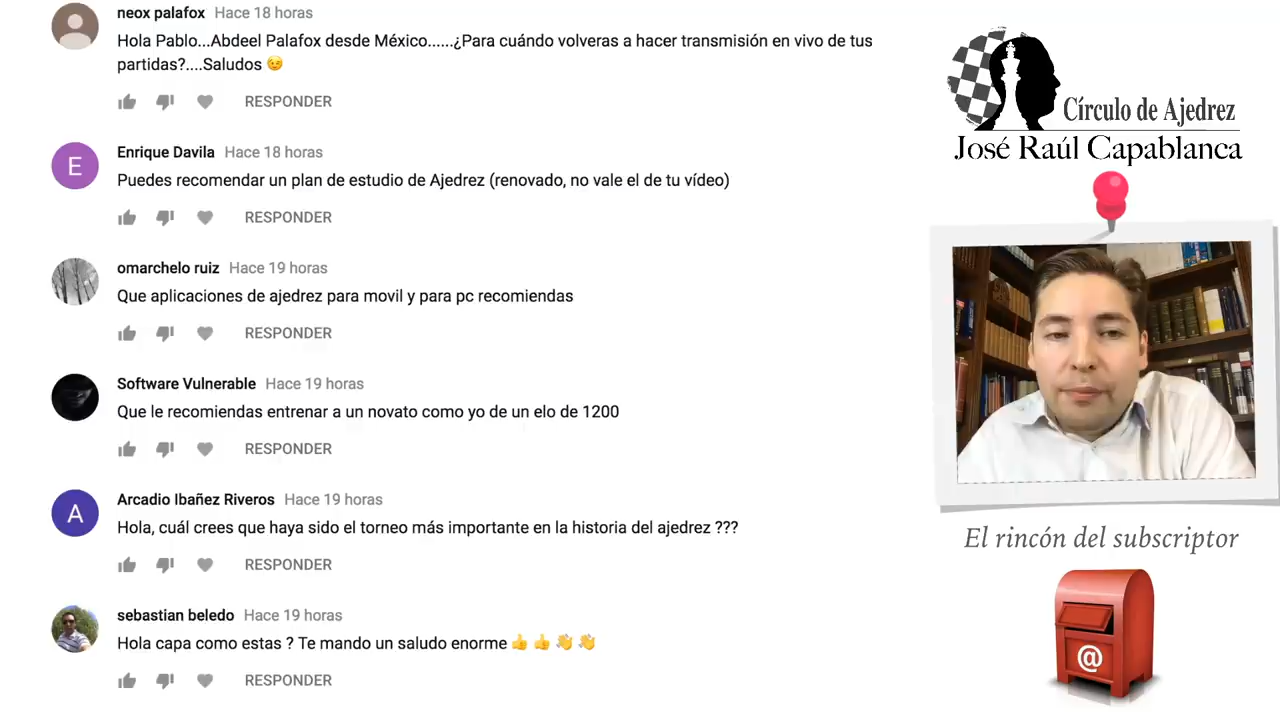 neox palafox Hace 18 horas
Hola Pablo...Abdeel Palafox desde México......¿Para cuándo volveras a hacer transmisión en vivo de tus
partidas?....Saludos 😉
RESPONDER
E
Enrique Davila Hace 18 horas
Puedes recomendar un plan de estudio de Ajedrez (renovado, no vale el de tu vídeo)
RESPONDER
omarchelo ruiz Hace 19 horas
Que aplicaciones de ajedrez para movil y para pc recomiendas
RESPONDER
Software Vulnerable Hace 19 horas
Que le recomiendas entrenar a un novato como yo de un elo de 1200
RESPONDER
A
Arcadio Ibañez Riveros Hace 19 horas
Hola, cuál crees que haya sido el torneo más importante en la historia del ajedrez ???
RESPONDER
sebastian beledo Hace 19 horas
Hola capa como estas ? Te mando un saludo enorme 👍 👍 👋 👋
RESPONDER
Círculo de Ajedrez
José Raúl Capablanca
El rincón del subscriptor
@